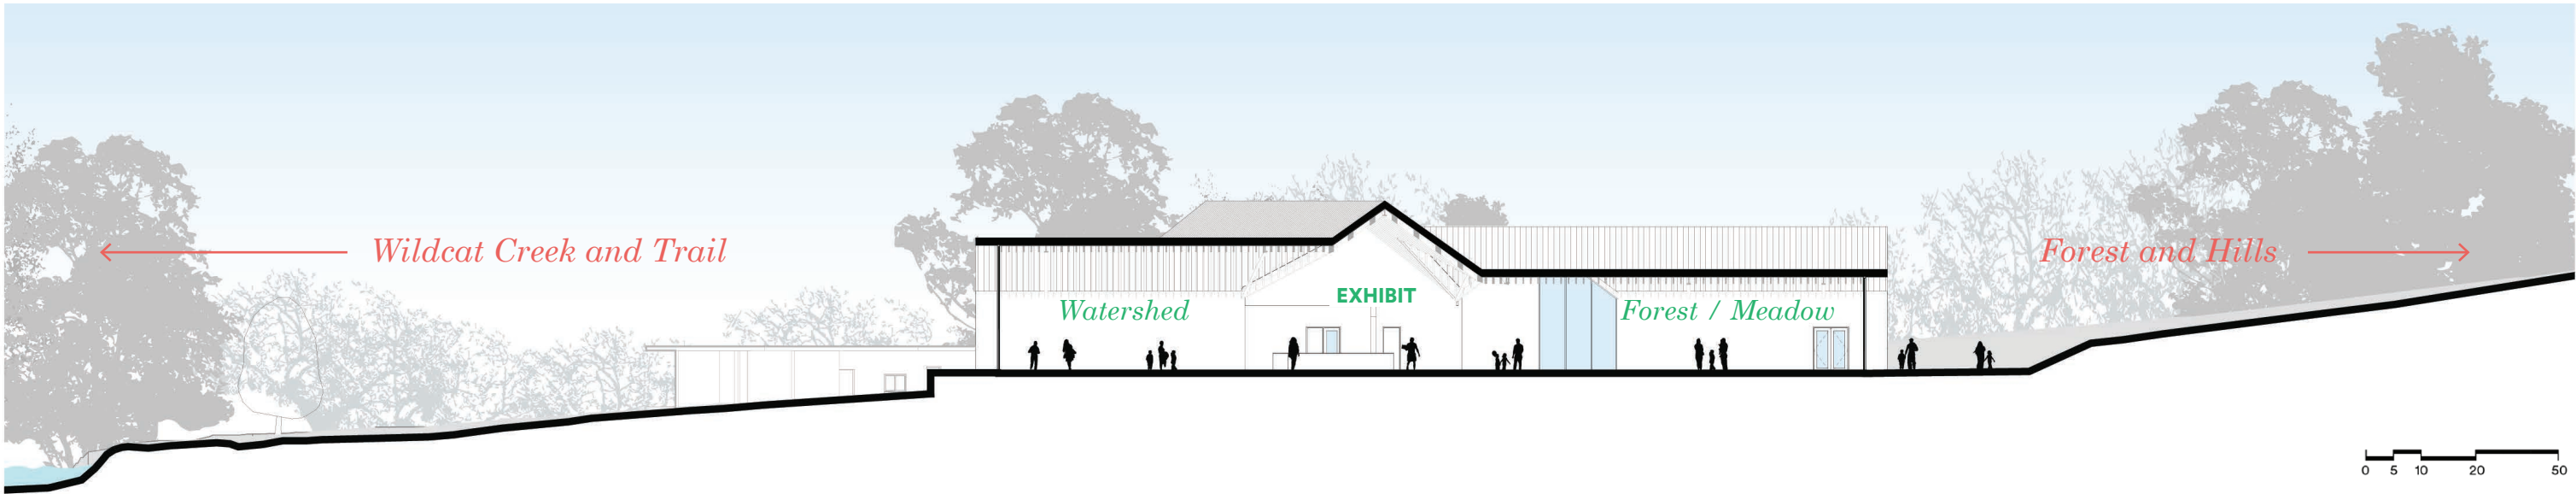 Wildcat Creek and Trail
Watershed
EXHIBIT
Forest / Meadow
Forest and Hills
0 5 10 20 50